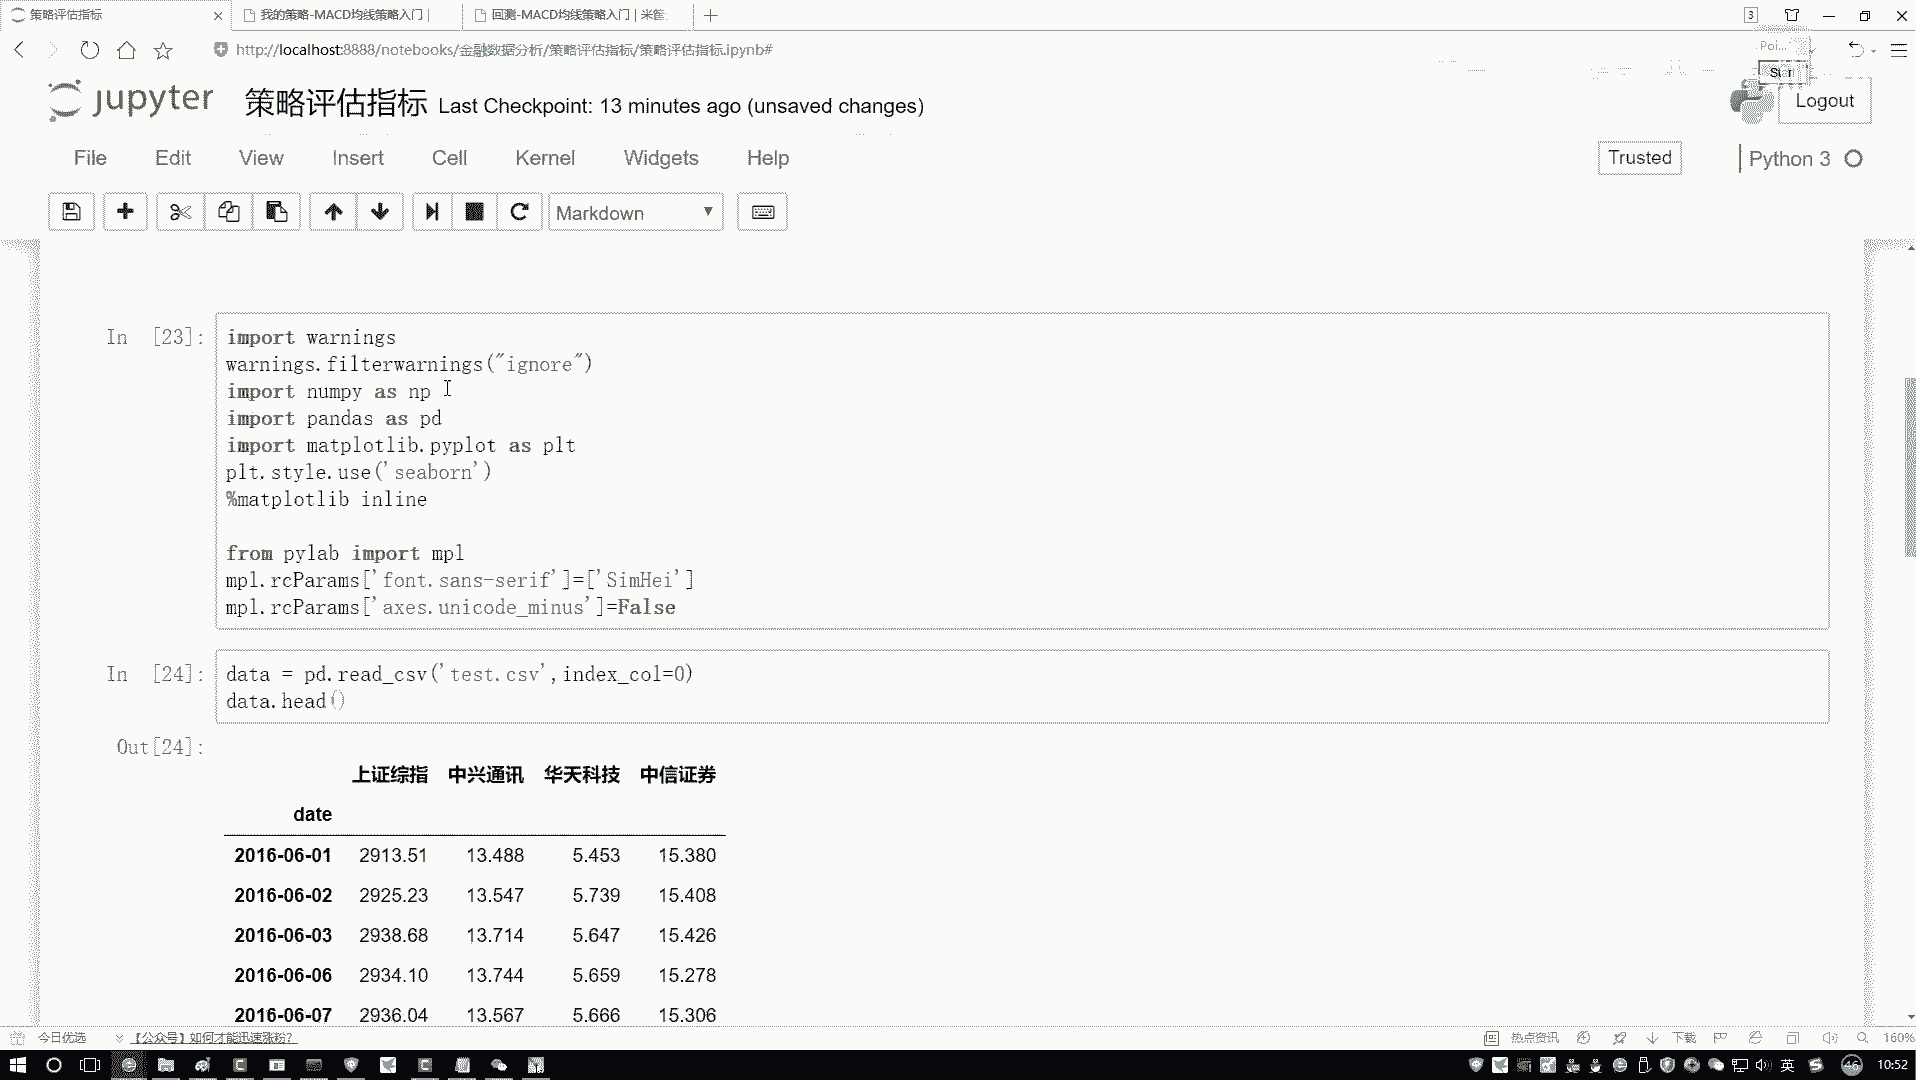 策略评估指标
我的策略-MACD均线策略入门 |
回测-MACD均线策略入门 | 米筐
3
http://localhost:8888/notebooks/金融数据分析/策略评估指标/策略评估指标.ipynb#
Poi...
Start
jupyter 策略评估指标 Last Checkpoint: 13 minutes ago (unsaved changes)
Logout
File Edit View Insert Cell Kernel Widgets Help
Trusted
Python 3
Markdown
In [23]:
import warnings
warnings.filterwarnings("ignore")
import numpy as np
import pandas as pd
import matplotlib.pyplot as plt
plt.style.use('seaborn')
%matplotlib inline
from pylab import mpl
mpl.rcParams['font.sans-serif']=['SimHei']
mpl.rcParams['axes.unicode_minus']=False
In [24]:
data = pd.read_csv('test.csv',index_col=0)
data.head()
Out[24]:
上证综指 中兴通讯 华天科技 中信证券
date
2016-06-01 2913.51 13.488 5.453 15.380
2016-06-02 2925.23 13.547 5.739 15.408
2016-06-03 2938.68 13.714 5.647 15.426
2016-06-06 2934.10 13.744 5.659 15.278
2016-06-07 2936.04 13.567 5.666 15.306
今日优选
【公众号】如何才能迅速涨粉?
热点资讯
下载
160%
英
46
10:52